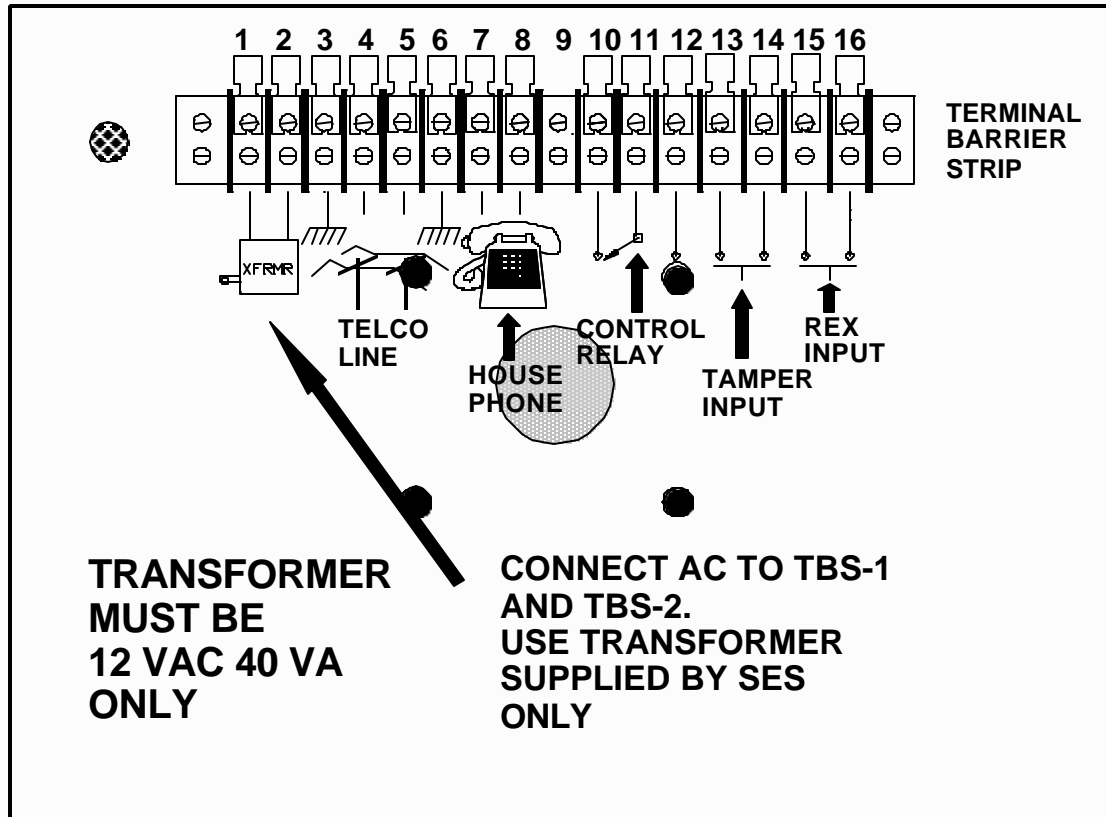 1 2 3 4 5 6 7 8 9 10 11 12 13 14 15 16
TERMINAL
BARRIER
STRIP
XFRMR
TELCO
LINE
HOUSE
PHONE
CONTROL
RELAY
TAMPER
INPUT
REX
INPUT
TRANSFORMER
MUST BE
12 VAC 40 VA
ONLY
CONNECT AC TO TBS-1
AND TBS-2.
USE TRANSFORMER
SUPPLIED BY SES
ONLY